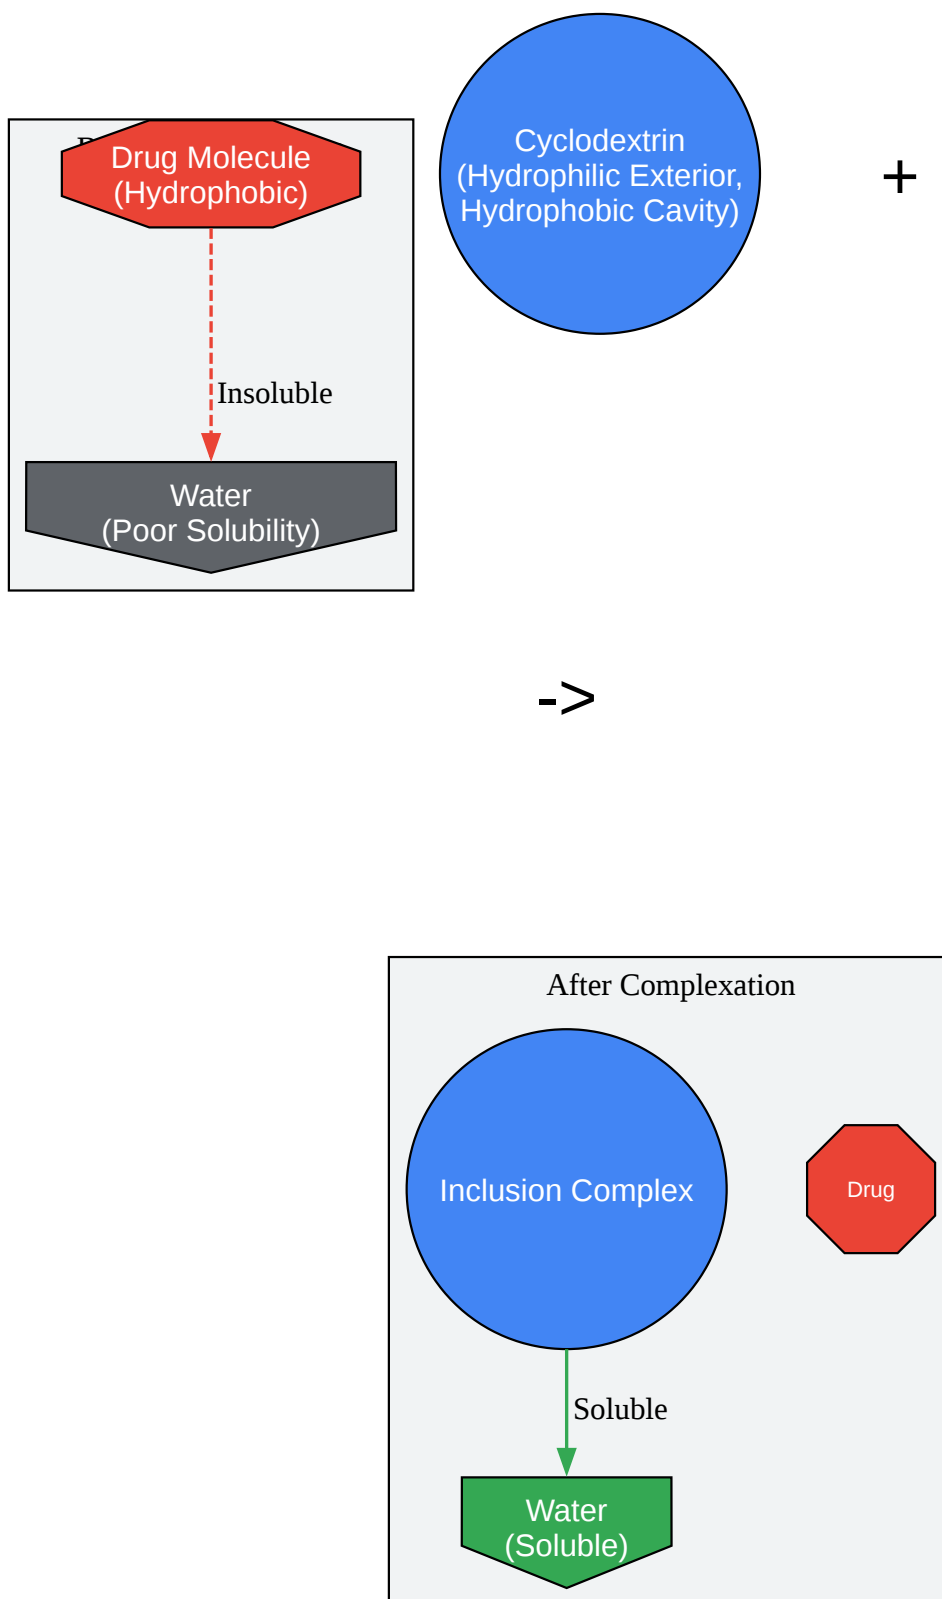 Drug Molecule
(Hydrophobic)
Cyclodextrin
(Hydrophilic Exterior,
Hydrophobic Cavity)
+
Insoluble
Water
(Poor Solubility)
->
After Complexation
Inclusion Complex
Drug
Soluble
Water
(Soluble)